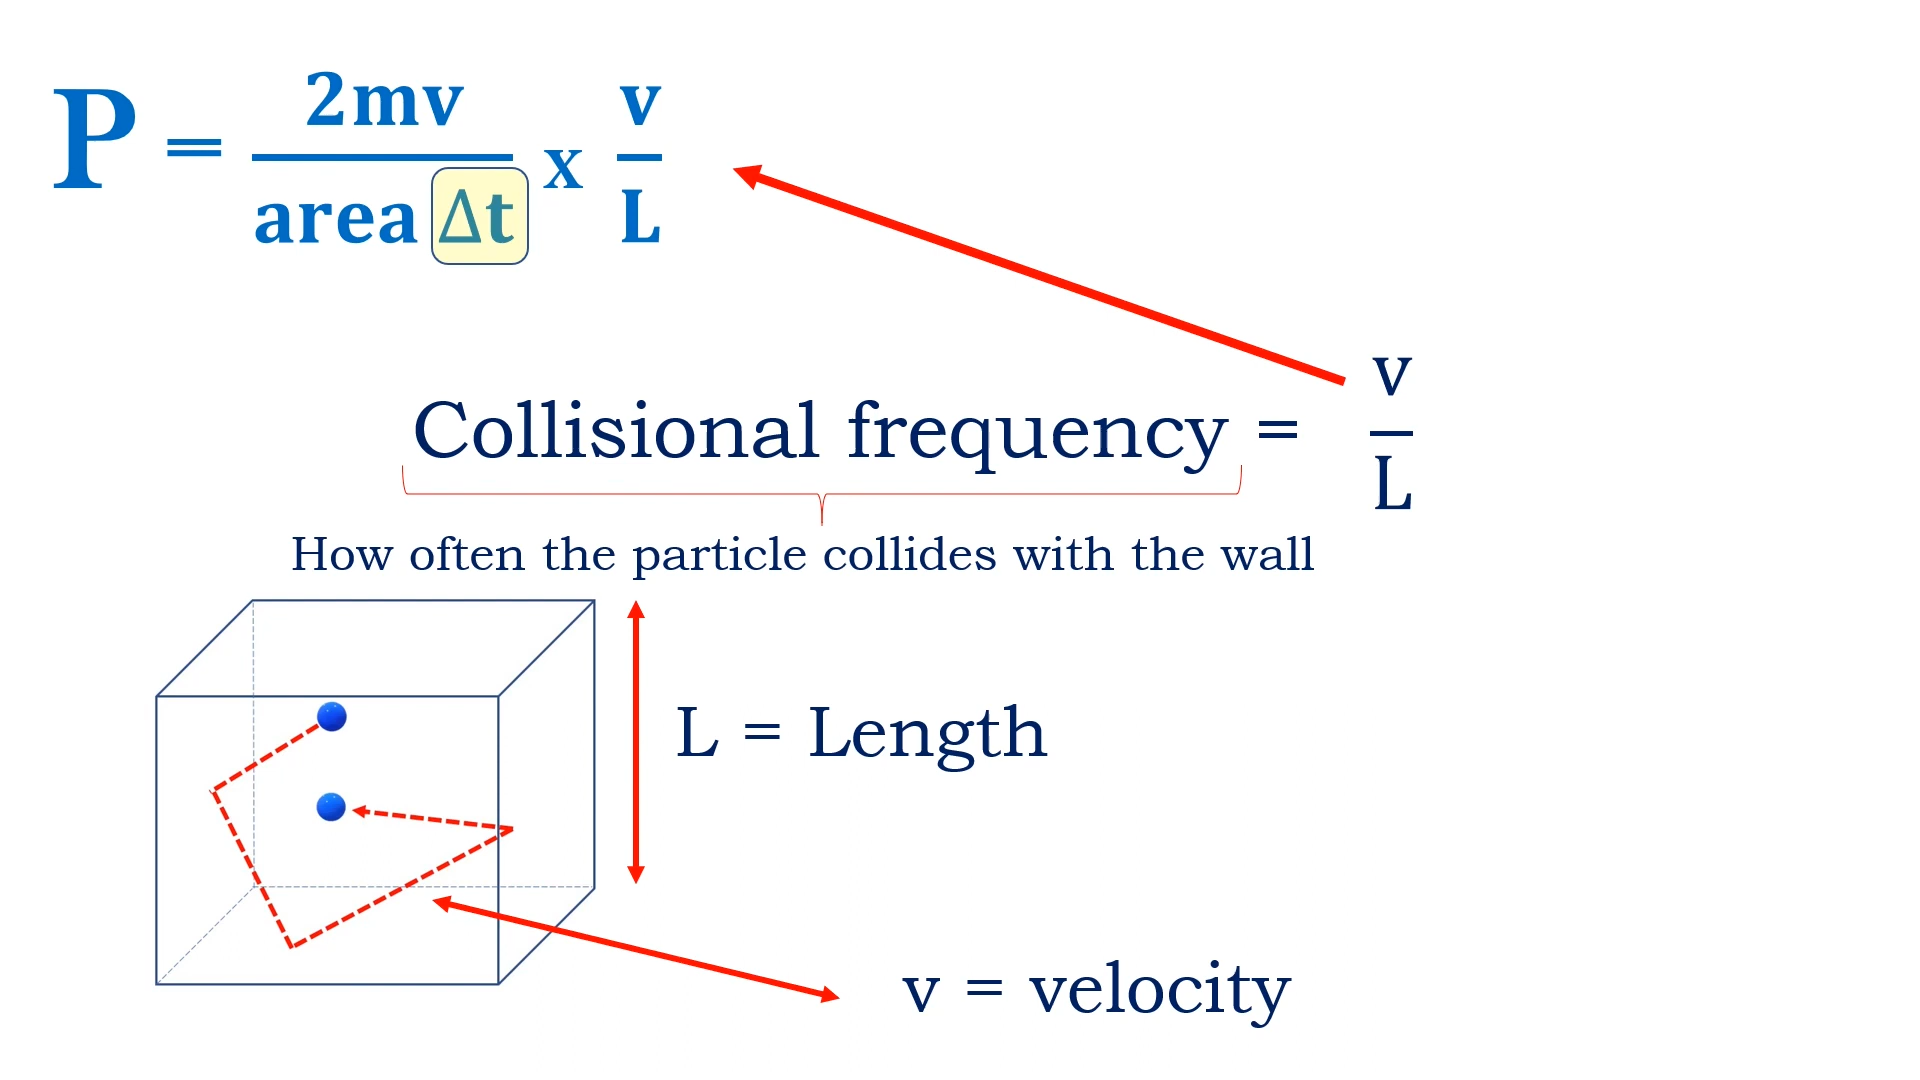 P = 2mv / area Δt x v / L
Collisional frequency = v / L
How often the particle collides with the wall
L = Length
v = velocity